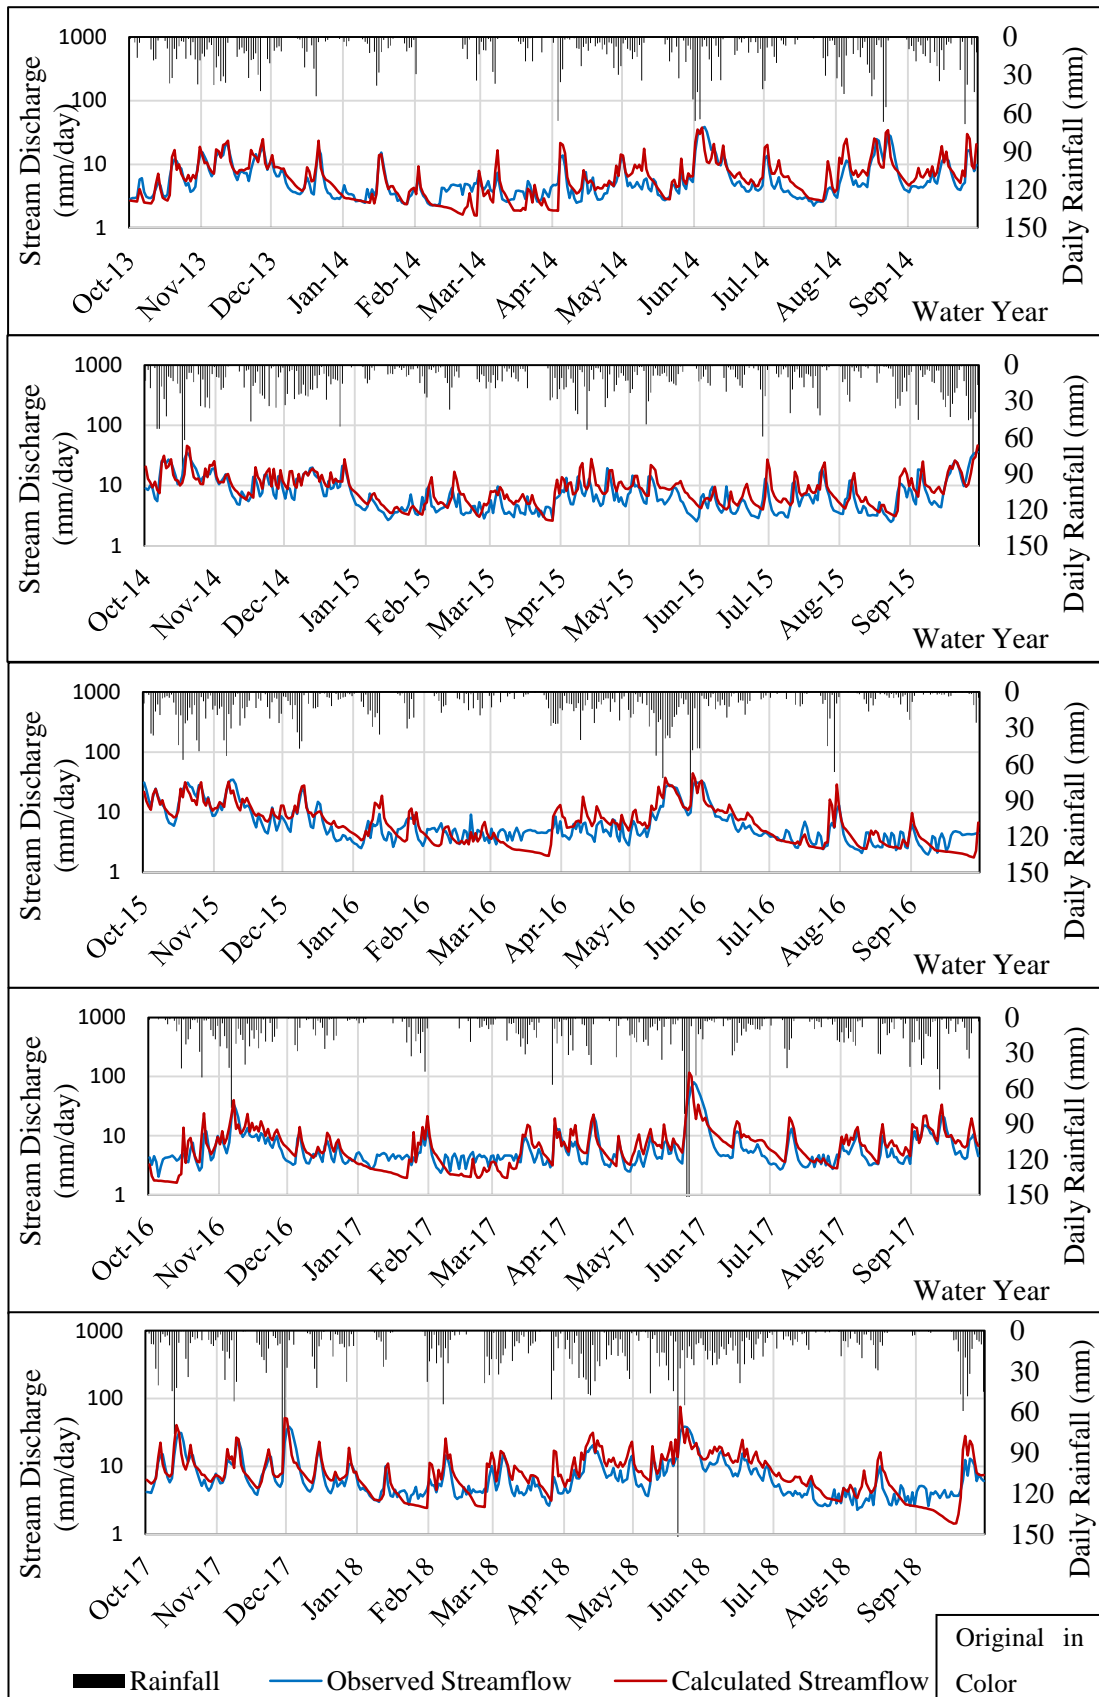 1000
100
10
1
Stream Discharge
(mm/day)
0
30
60
90
120
150
Daily Rainfall (mm)
Oct-13
Nov-13
Dec-13
Jan-14
Feb-14
Mar-14
Apr-14
May-14
Jun-14
Jul-14
Aug-14
Sep-14
Water Year
1000
100
10
1
Stream Discharge
(mm/day)
0
30
60
90
120
150
Daily Rainfall (mm)
Oct-14
Nov-14
Dec-14
Jan-15
Feb-15
Mar-15
Apr-15
May-15
Jun-15
Jul-15
Aug-15
Sep-15
Water Year
1000
100
10
1
Stream Discharge
(mm/day)
0
30
60
90
120
150
Daily Rainfall (mm)
Oct-15
Nov-15
Dec-15
Jan-16
Feb-16
Mar-16
Apr-16
May-16
Jun-16
Jul-16
Aug-16
Sep-16
Water Year
1000
100
10
1
Stream Discharge
(mm/day)
0
30
60
90
120
150
Daily Rainfall (mm)
Oct-16
Nov-16
Dec-16
Jan-17
Feb-17
Mar-17
Apr-17
May-17
Jun-17
Jul-17
Aug-17
Sep-17
Water Year
1000
100
10
1
Stream Discharge
(mm/day)
0
30
60
90
120
150
Daily Rainfall (mm)
Oct-17
Nov-17
Dec-17
Jan-18
Feb-18
Mar-18
Apr-18
May-18
Jun-18
Jul-18
Aug-18
Sep-18
Rainfall
Observed Streamflow
Calculated Streamflow
Original in
Color